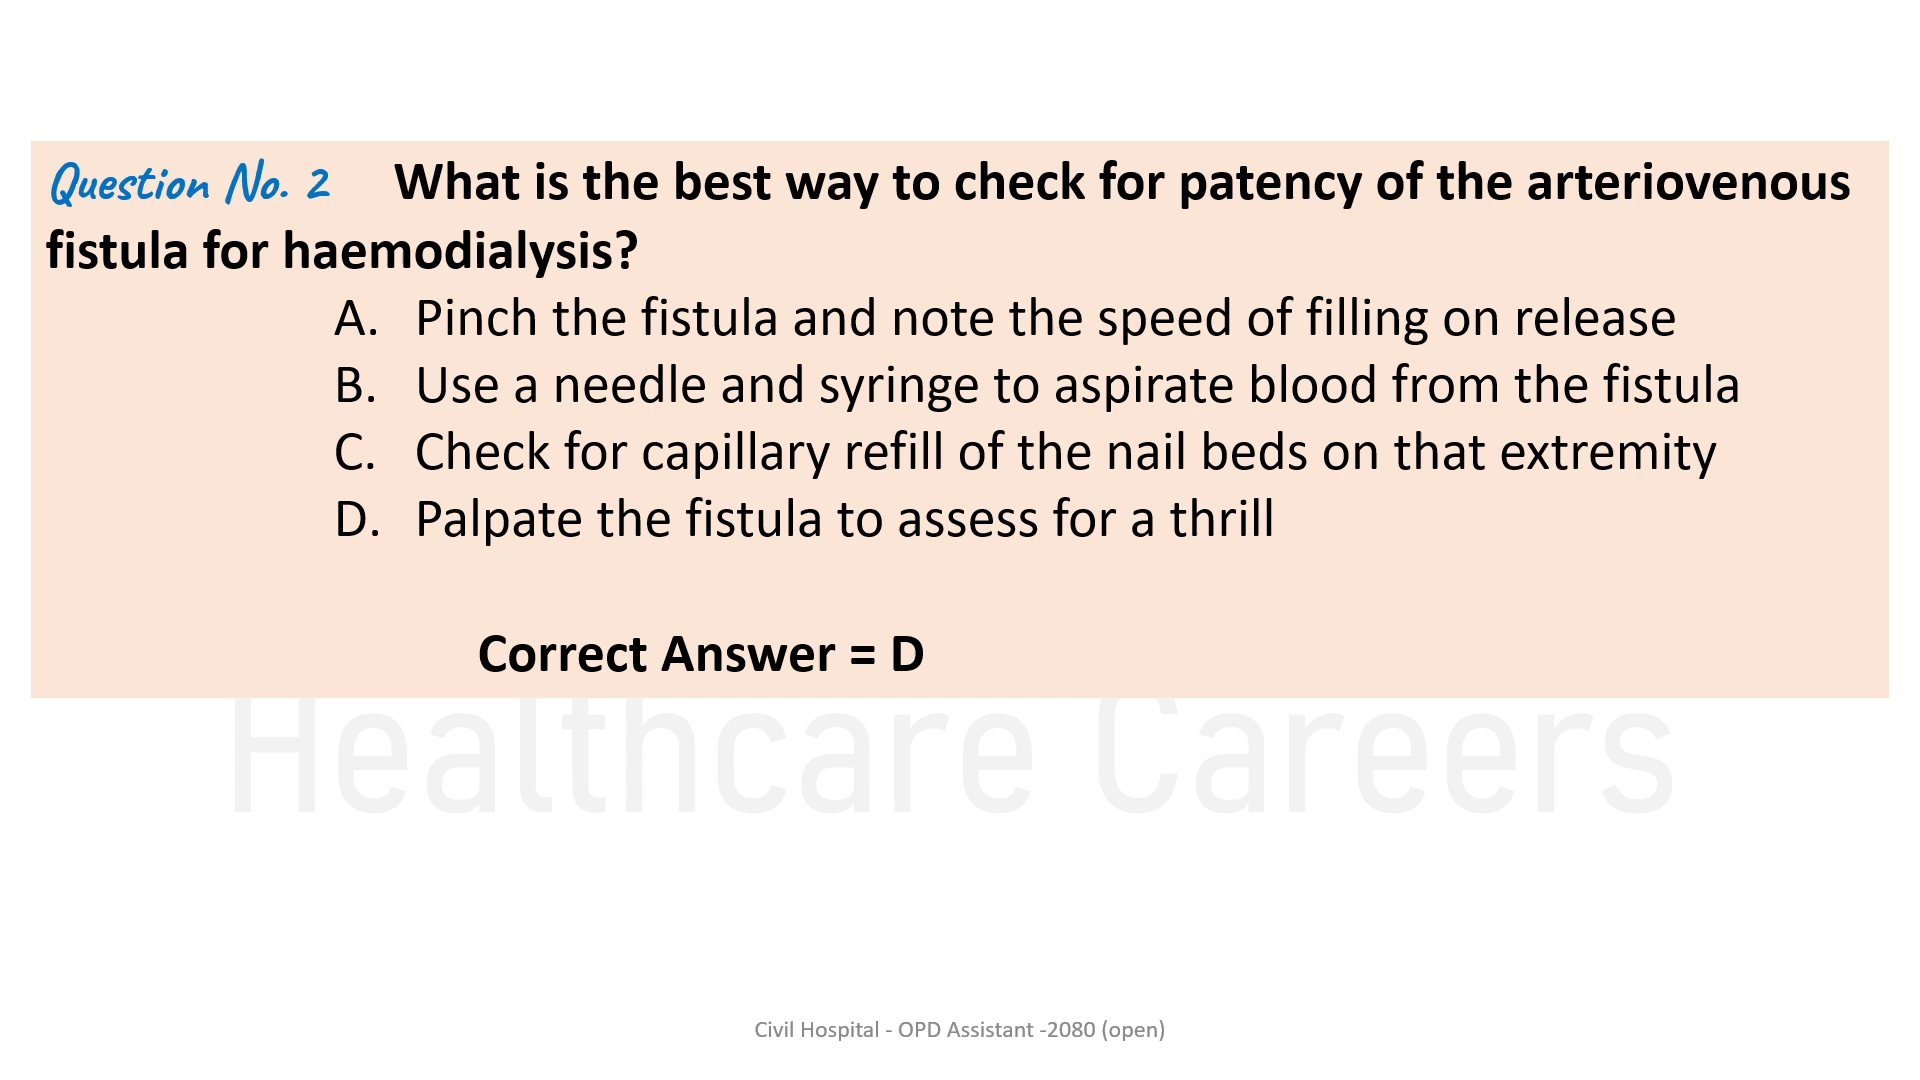 Question No. 2 What is the best way to check for patency of the arteriovenous
fistula for haemodialysis?
A. Pinch the fistula and note the speed of filling on release
B. Use a needle and syringe to aspirate blood from the fistula
C. Check for capillary refill of the nail beds on that extremity
D. Palpate the fistula to assess for a thrill
Correct Answer = D
Healthcare Careers
Civil Hospital - OPD Assistant -2080 (open)